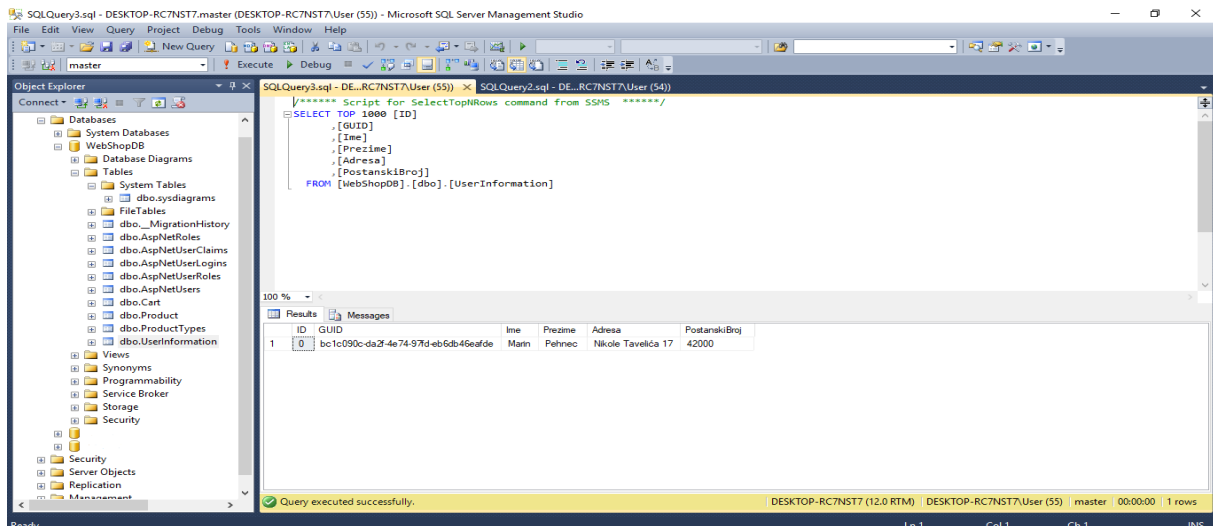 SQLQuery3.sql - DESKTOP-RC7NST7.master (DESKTOP-RC7NST7\User (55)) - Microsoft SQL Server Management Studio
File Edit View Query Project Debug Tools Window Help
New Query
master
Execute Debug
Object Explorer
Connect
Databases
System Databases
WebShopDB
Database Diagrams
Tables
System Tables
dbo.sysdiagrams
FileTables
dbo.__MigrationHistory
dbo.AspNetRoles
dbo.AspNetUserClaims
dbo.AspNetUserLogins
dbo.AspNetUserRoles
dbo.AspNetUsers
dbo.Cart
dbo.Product
dbo.ProductTypes
dbo.UserInformation
Views
Synonyms
Programmability
Service Broker
Storage
Security
Security
Server Objects
Replication
Management
SQLQuery3.sql - DE...RC7NST7\User (55)) SQLQuery2.sql - DE...RC7NST7\User (54))
/****** Script for SelectTopNRows command from SSMS ******/
SELECT TOP 1000 [ID]
,[GUID]
,[Ime]
,[Prezime]
,[Adresa]
,[PostanskiBroj]
FROM [WebShopDB].[dbo].[UserInformation]
100 %
Results Messages
ID GUID Ime Prezime Adresa PostanskiBroj
1 0 bc1c090c-da2f-4e74-97fd-eb6db46eafde Marin Pehnec Nikole Tavelića 17 42000
Query executed successfully. DESKTOP-RC7NST7 (12.0 RTM) DESKTOP-RC7NST7\User (55) master 00:00:00 1 rows
Ready Ln 1 Col 1 Ch 1 INS